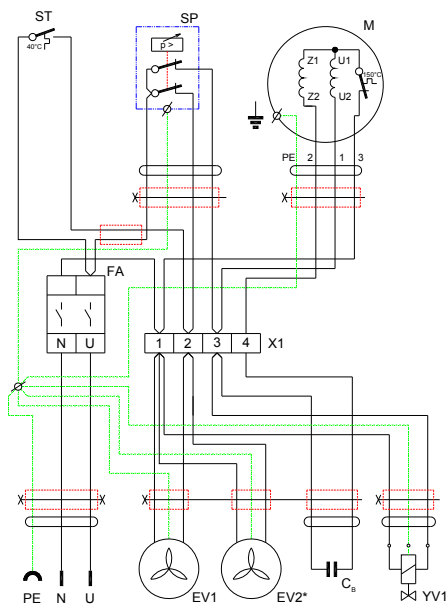 ST
SP
M
40°C
p >
Z1 U1
150°C
Z2 U2
PE 2 1 3
FA
N U
1 2 3 4 X1
PE N U EV1 EV2* CB YV1